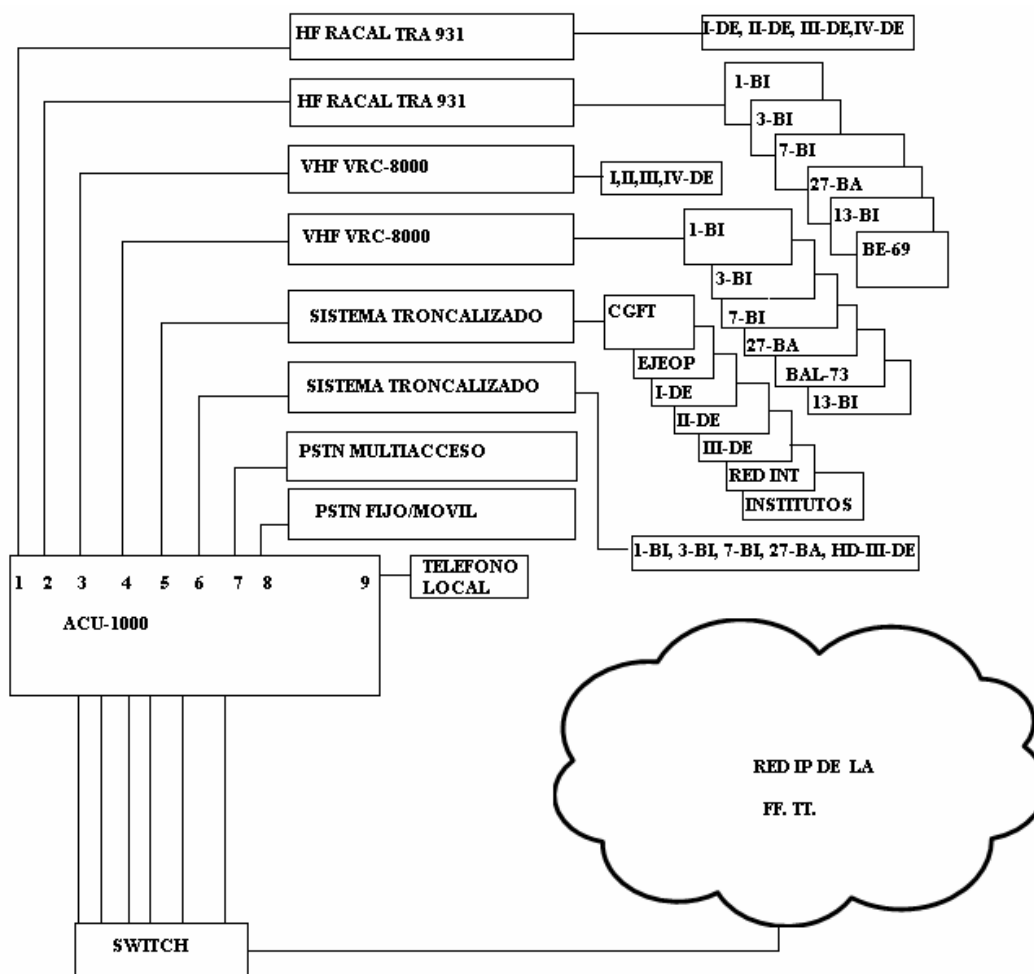 HF RACAL TRA 931
I-DE, II-DE, III-DE,IV-DE
HF RACAL TRA 931
1-BI
3-BI
7-BI
27-BA
13-BI
BE-69
VHF VRC-8000
I,II,III,IV-DE
VHF VRC-8000
1-BI
3-BI
7-BI
27-BA
BAL-73
13-BI
SISTEMA TRONCALIZADO
CGFT
EJEOP
I-DE
II-DE
III-DE
RED INT
INSTITUTOS
SISTEMA TRONCALIZADO
1-BI, 3-BI, 7-BI, 27-BA, HD-III-DE
PSTN MULTIACCESO
PSTN FIJO/MOVIL
1 2 3 4 5 6 7 8 9
ACU-1000
TELEFONO
LOCAL
RED IP DE LA
FF. TT.
SWITCH